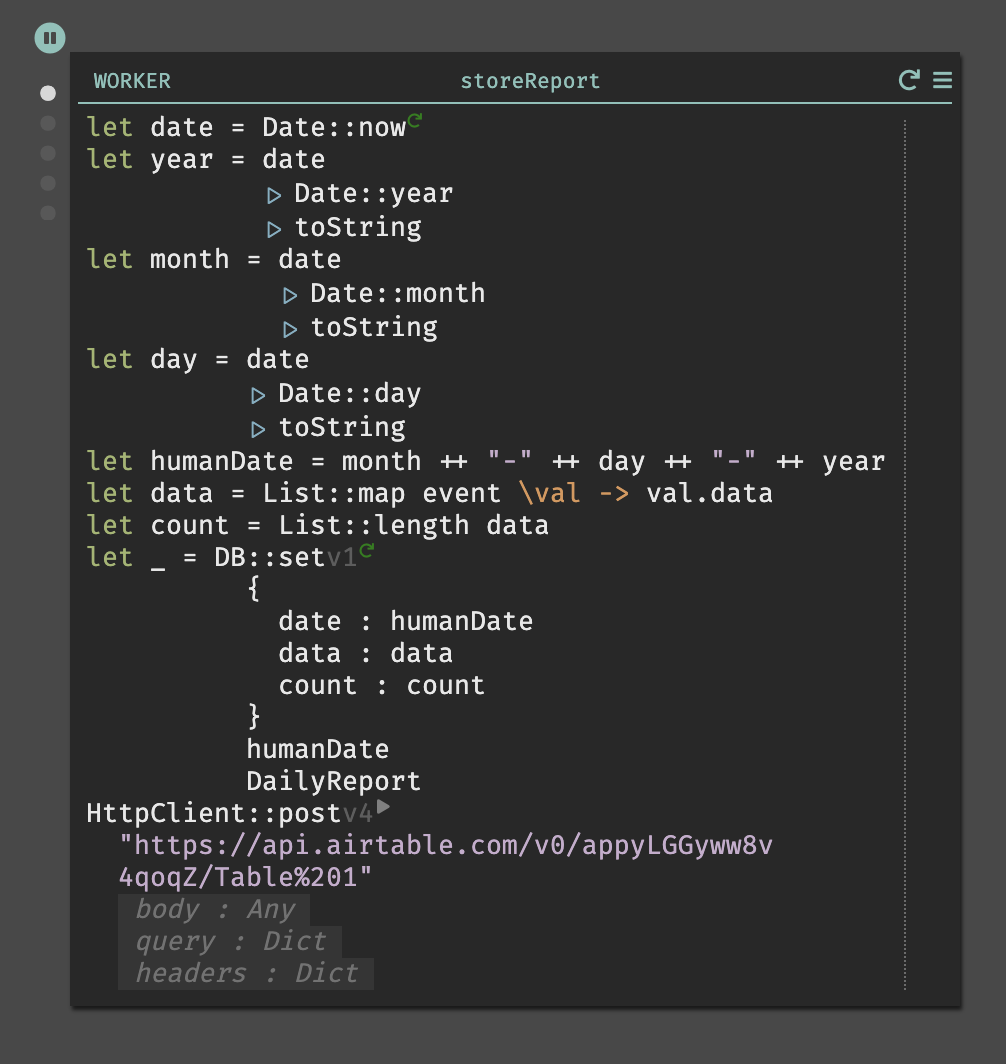 WORKER storeReport
let date = Date::now
let year = date
▷ Date::year
▷ toString
let month = date
▷ Date::month
▷ toString
let day = date
▷ Date::day
▷ toString
let humanDate = month ++ "-" ++ day ++ "-" ++ year
let data = List::map event \val -> val.data
let count = List::length data
let _ = DB::setv1
{
date : humanDate
data : data
count : count
}
humanDate
DailyReport
HttpClient::postv4
"https://api.airtable.com/v0/appyLGGyww8v
4qoqZ/Table%201"
body : Any
query : Dict
headers : Dict